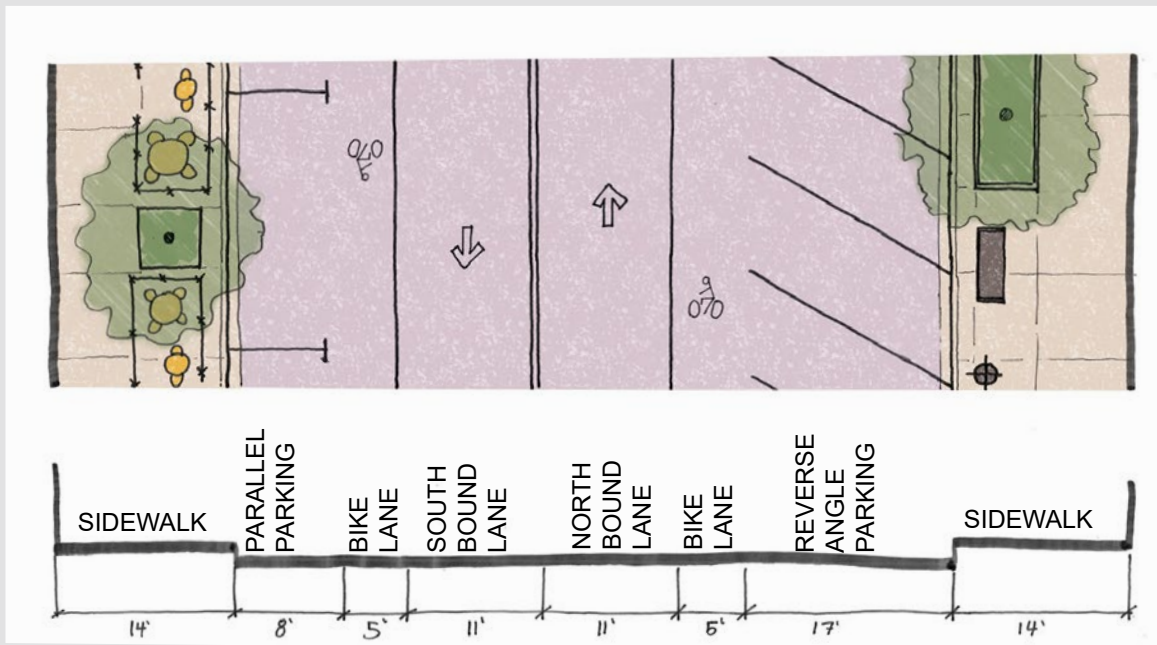 SIDEWALK
PARALLEL
PARKING
BIKE
LANE
SOUTH
BOUND
LANE
NORTH
BOUND
LANE
BIKE
LANE
REVERSE
ANGLE
PARKING
SIDEWALK
14' 8' 5' 11' 11' 17' 14'